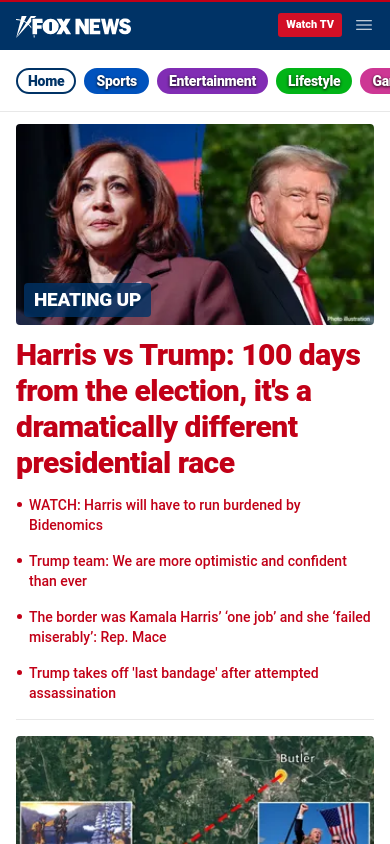 FOX NEWS
Watch TV
Home
Sports
Entertainment
Lifestyle
HEATING UP
Photo illustration
Harris vs Trump: 100 days
from the election, it's a
dramatically different
presidential race
• WATCH: Harris will have to run burdened by
Bidenomics
• Trump team: We are more optimistic and confident
than ever
• The border was Kamala Harris’ ‘one job’ and she ‘failed
miserably’: Rep. Mace
• Trump takes off 'last bandage' after attempted
assassination
Butler